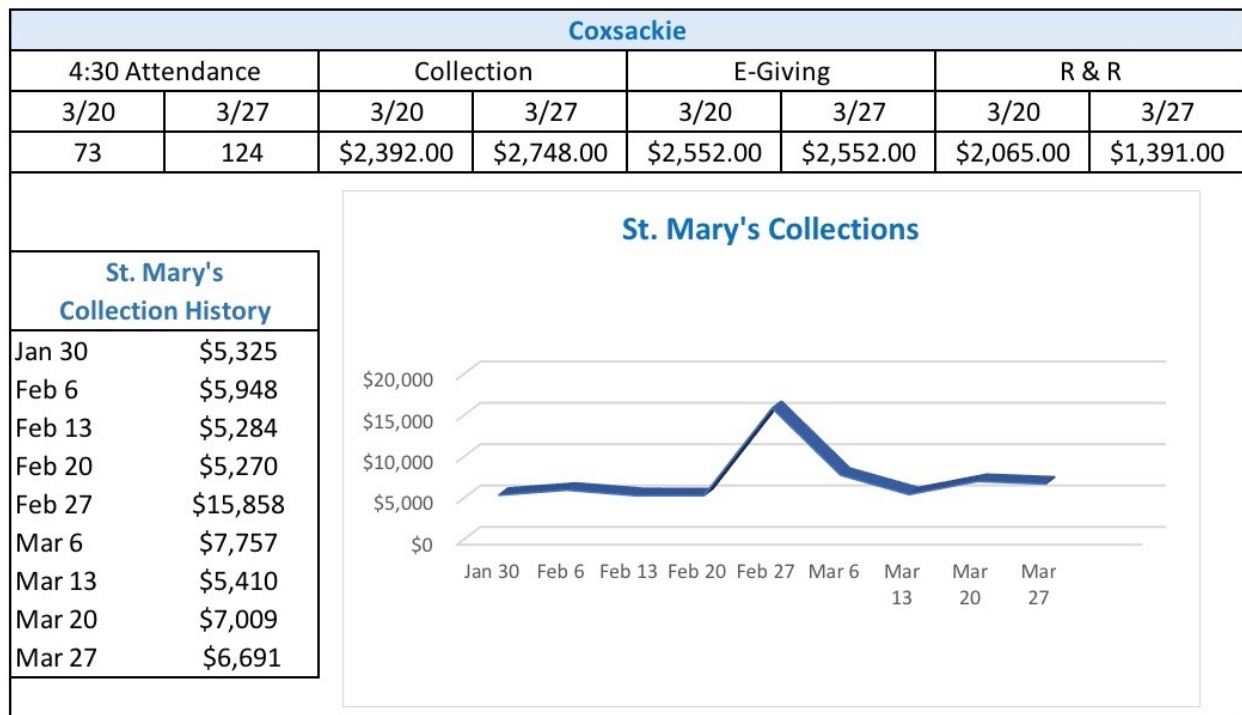 Coxsackie
4:30 Attendance Collection E-Giving R & R
3/20 3/27 3/20 3/27 3/20 3/27 3/20 3/27
73 124 $2,392.00 $2,748.00 $2,552.00 $2,552.00 $2,065.00 $1,391.00
St. Mary's
Collection History
Jan 30 $5,325
Feb 6 $5,948
Feb 13 $5,284
Feb 20 $5,270
Feb 27 $15,858
Mar 6 $7,757
Mar 13 $5,410
Mar 20 $7,009
Mar 27 $6,691
St. Mary's Collections
$20,000
$15,000
$10,000
$5,000
$0
Jan 30 Feb 6 Feb 13 Feb 20 Feb 27 Mar 6 Mar Mar Mar
13 20 27